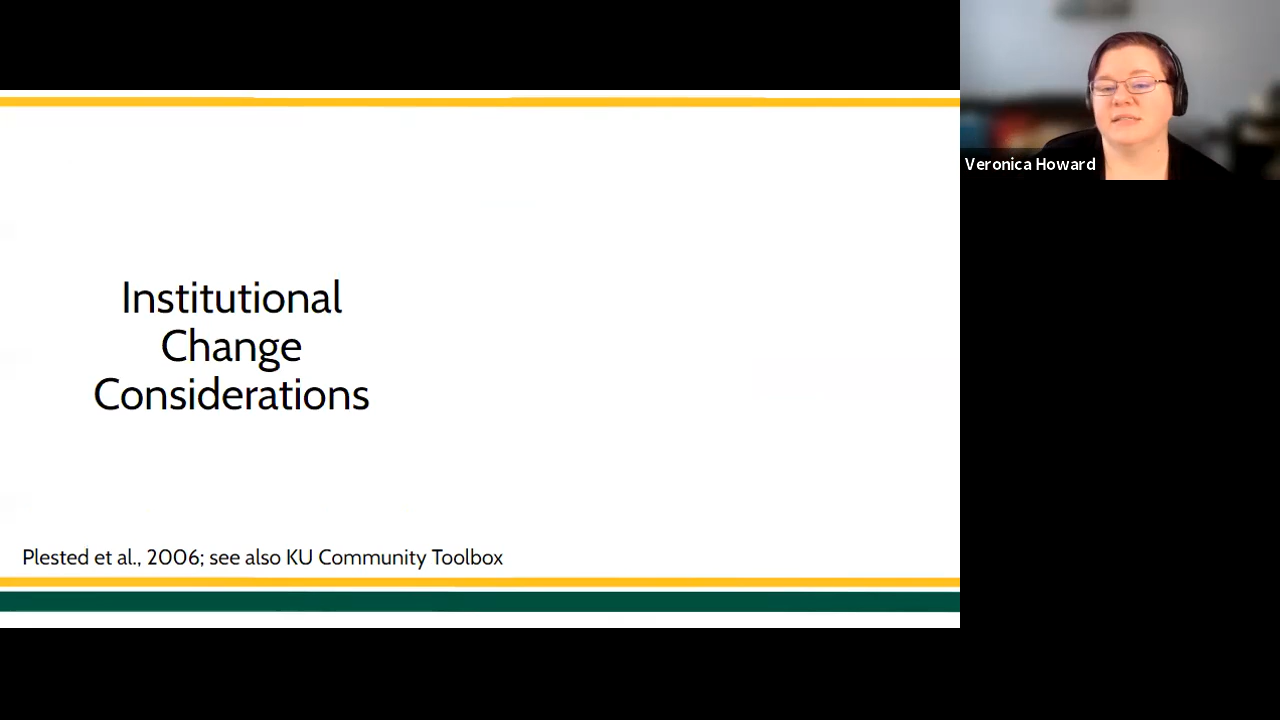 Institutional
Change
Considerations
Plested et al., 2006; see also KU Community Toolbox
Veronica Howard